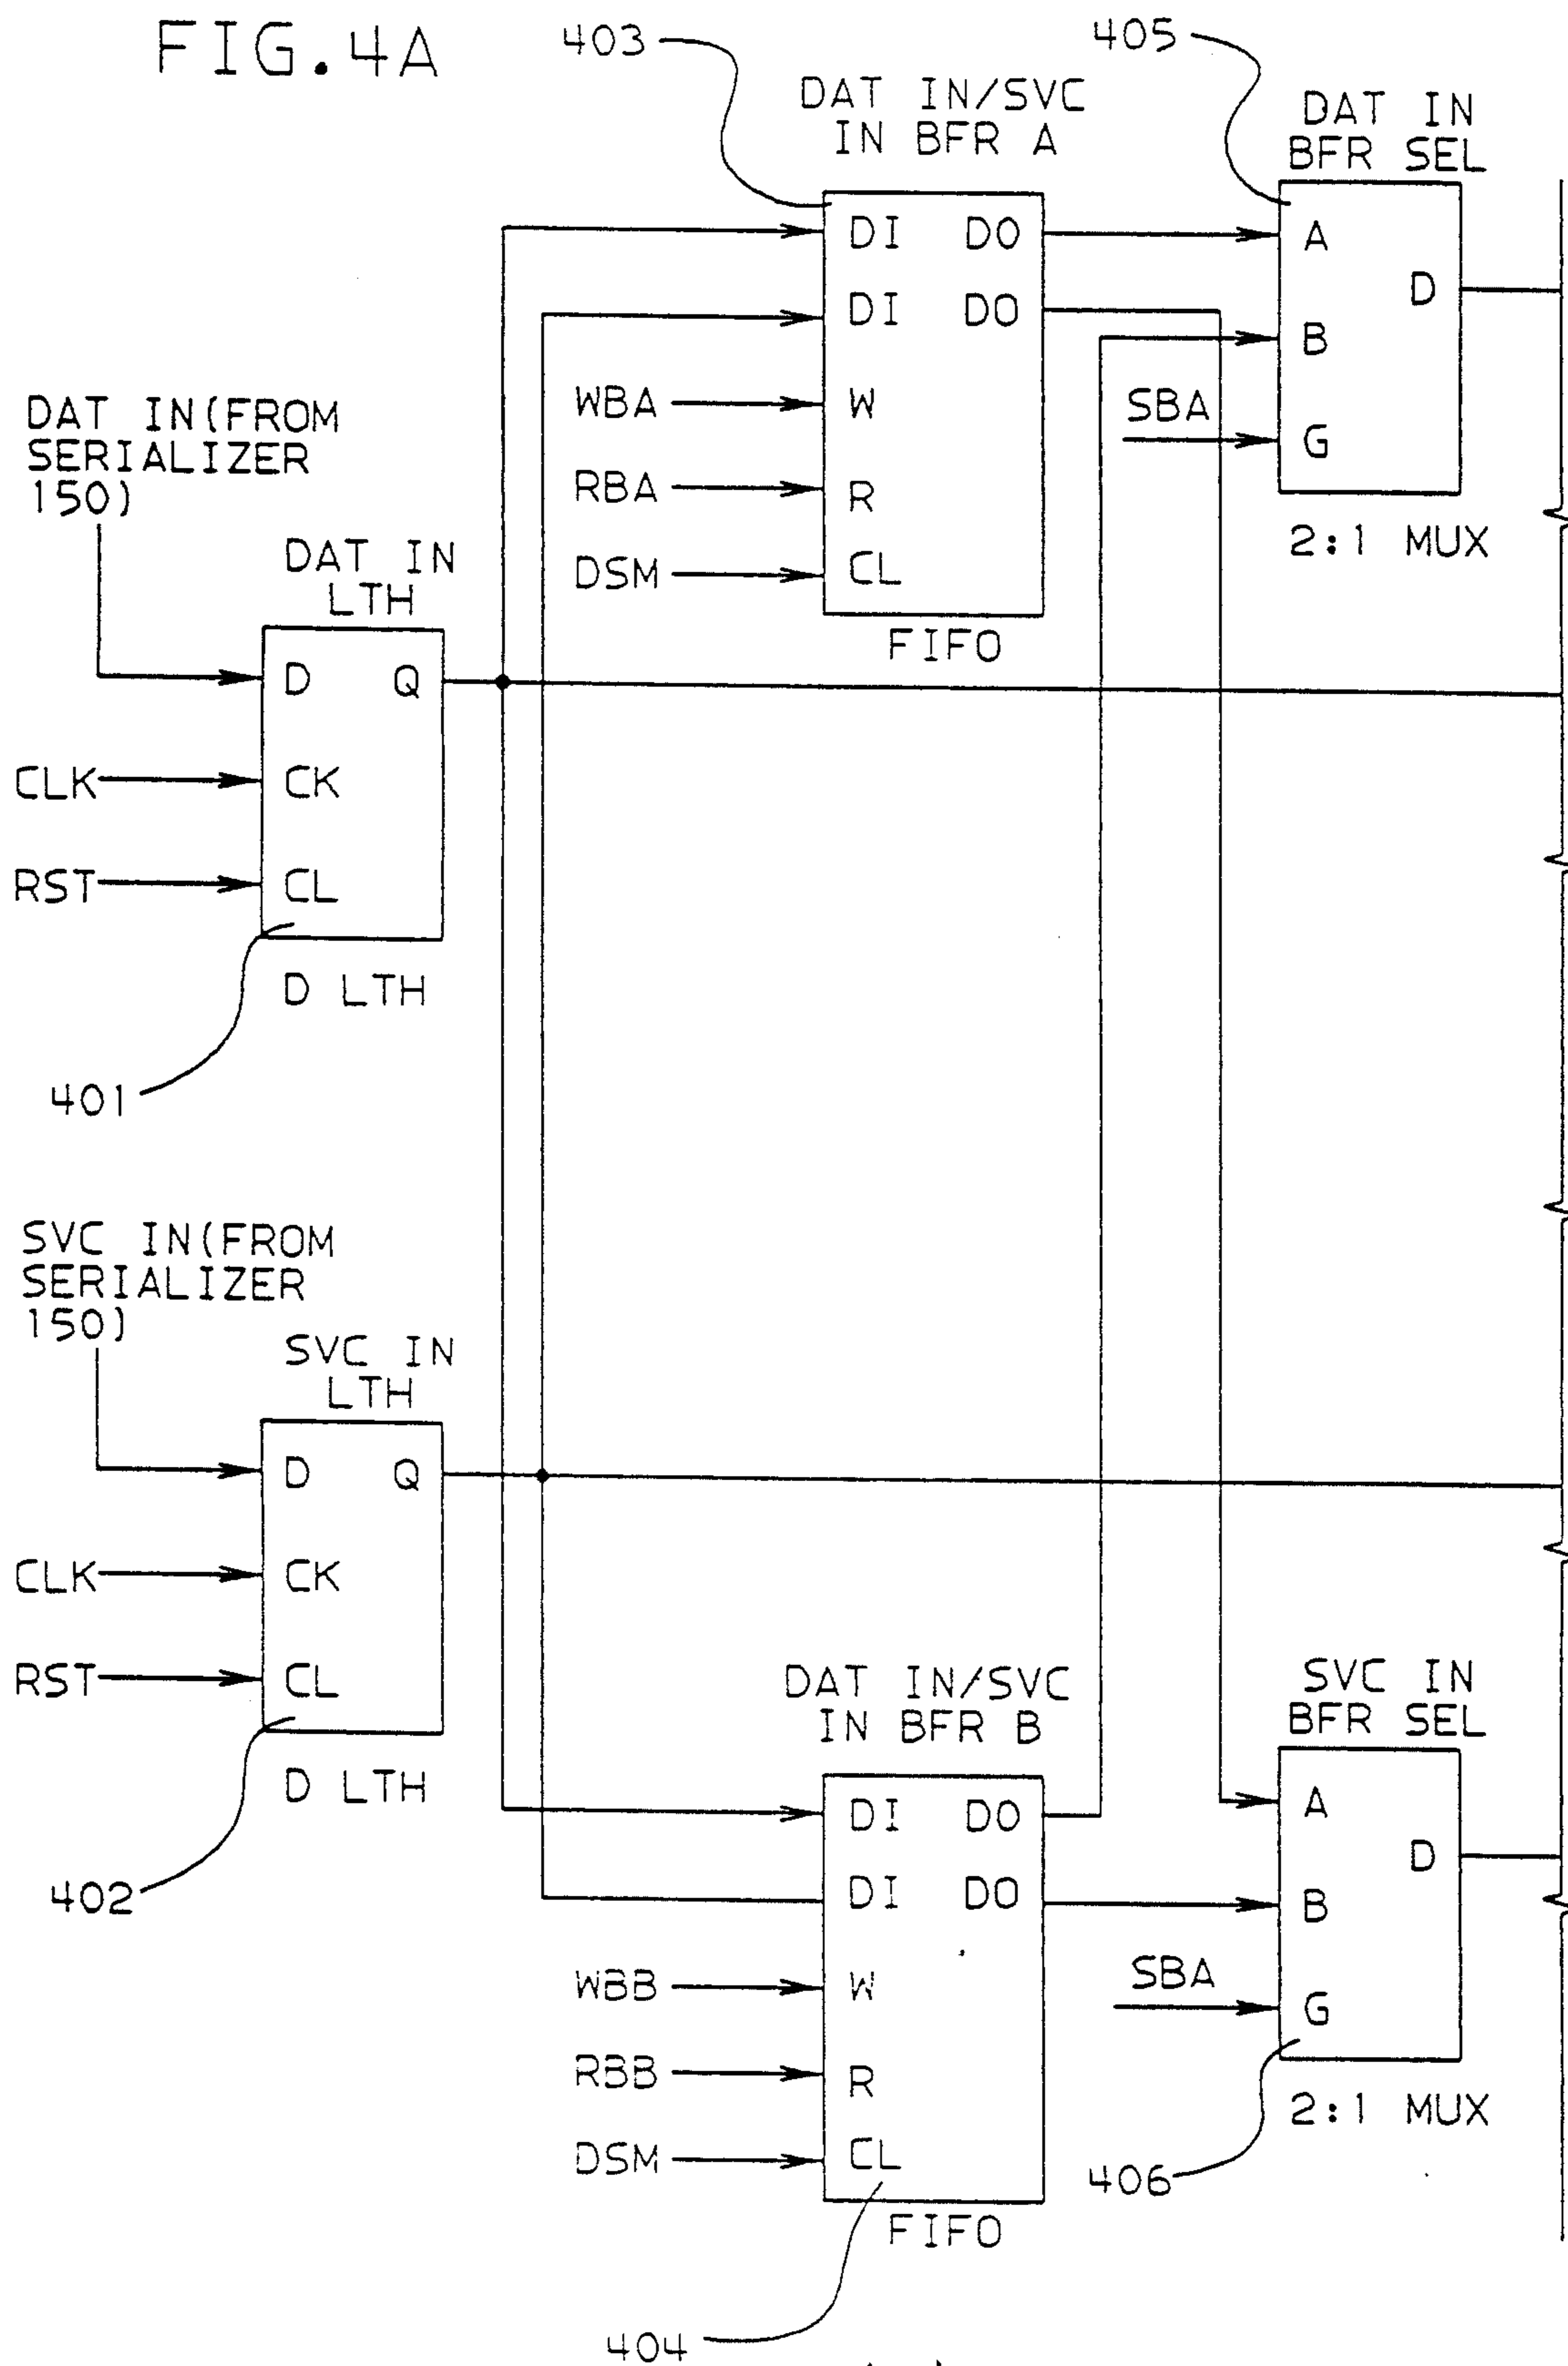 FIG.4A
403
405
DAT IN/SVC
IN BFR A
DAT IN
BFR SEL
DI DO
DI DO
W
R
CL
WBA
RBA
DSM
FIFO
A
B
G
D
SBA
2:1 MUX
DAT IN(FROM
SERIALIZER
150)
DAT IN
LTH
D Q
CK
CL
CLK
RST
D LTH
401
SVC IN(FROM
SERIALIZER
150)
SVC IN
LTH
D Q
CK
CL
CLK
RST
D LTH
402
DAT IN/SVC
IN BFR B
DI DO
DI DO
W
R
CL
WBB
RBB
DSM
FIFO
404
SVC IN
BFR SEL
A
B
G
D
SBA
2:1 MUX
406